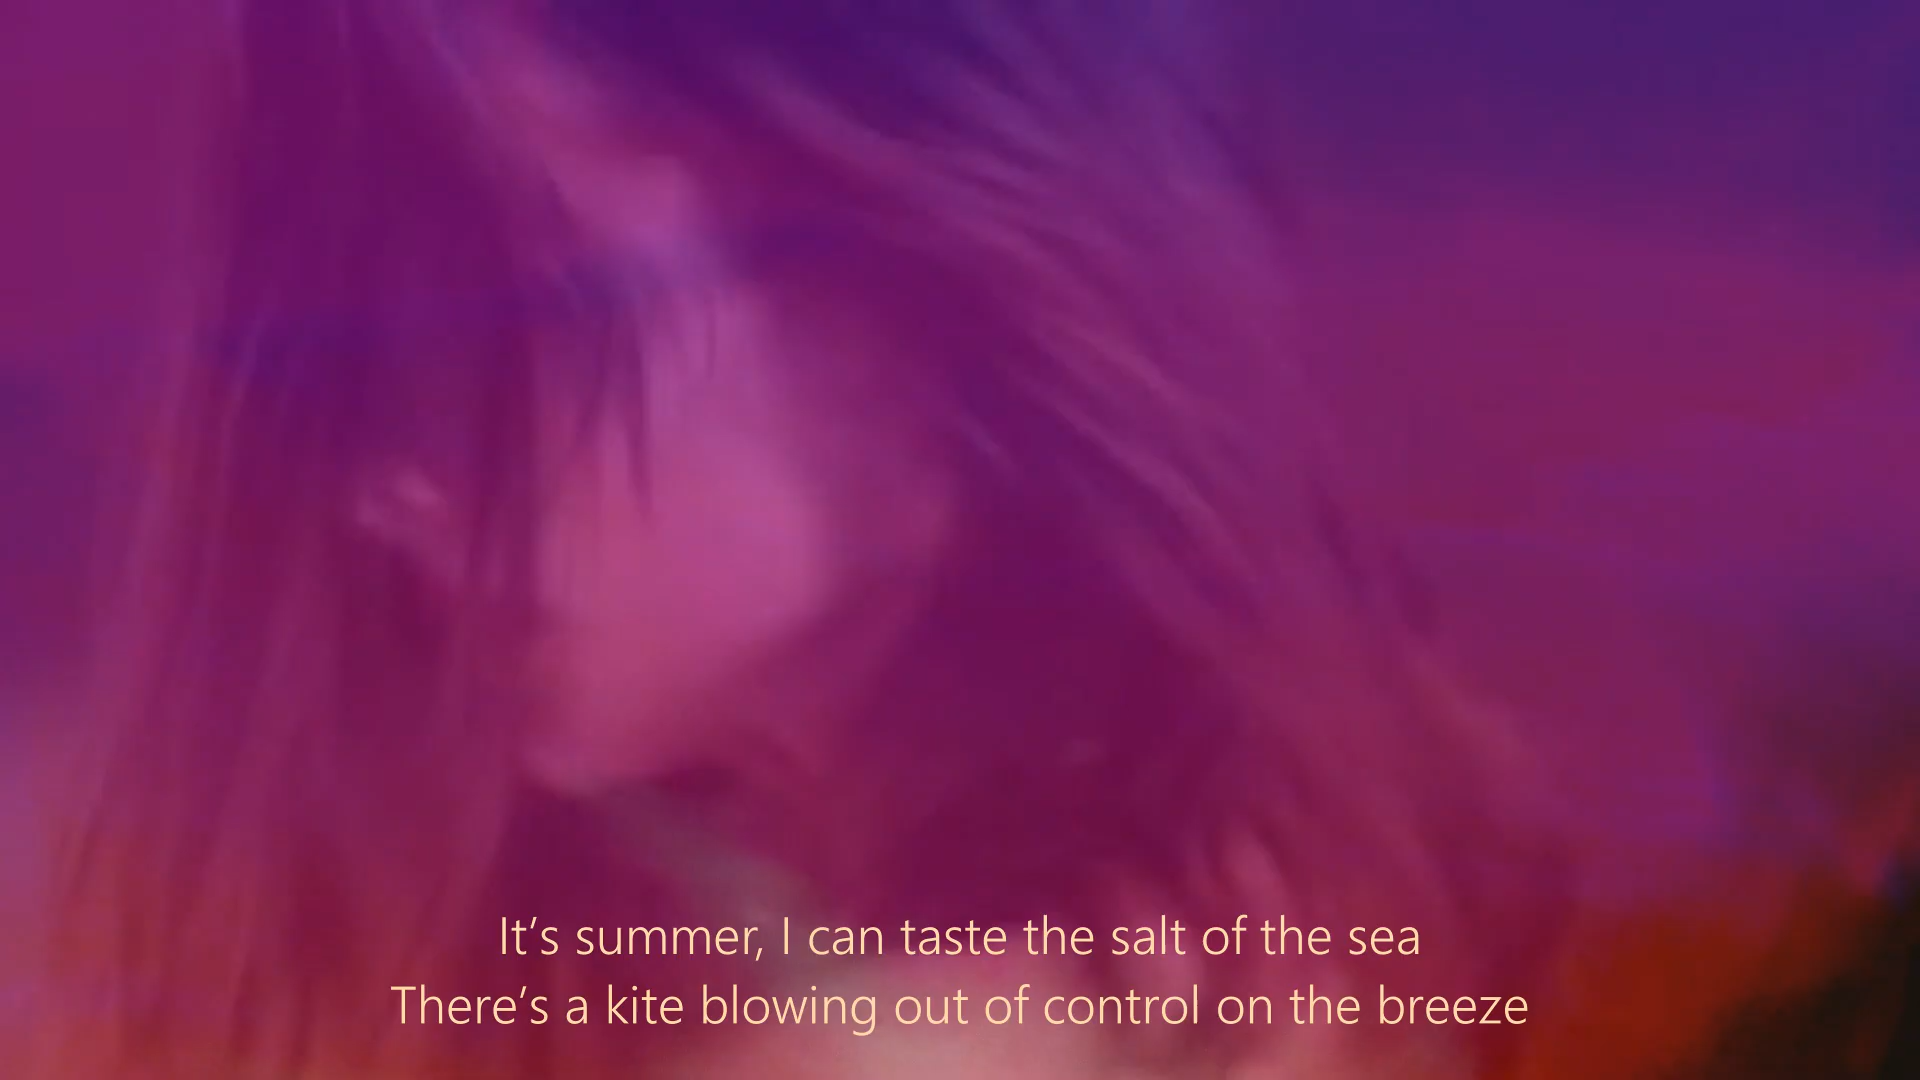 It’s summer, I can taste the salt of the sea
There’s a kite blowing out of control on the breeze